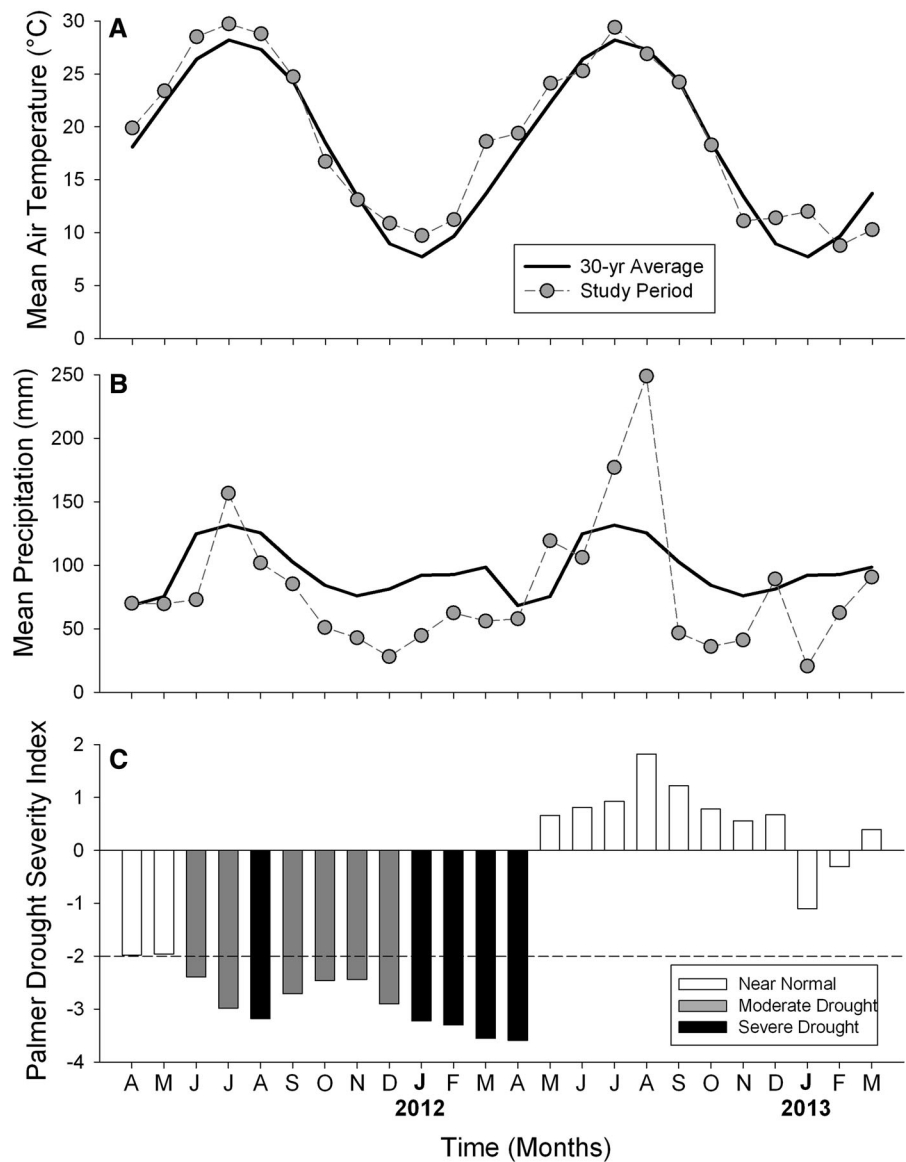 A
Mean Air Temperature (°C)
30
25
20
15
10
5
0
30-yr Average
Study Period
B
Mean Precipitation (mm)
250
200
150
100
50
0
C
Palmer Drought Severity Index
2
1
0
-1
-2
-3
-4
Near Normal
Moderate Drought
Severe Drought
A M J J A S O N D J F M A M J J A S O N D J F M
2012 2013
Time (Months)